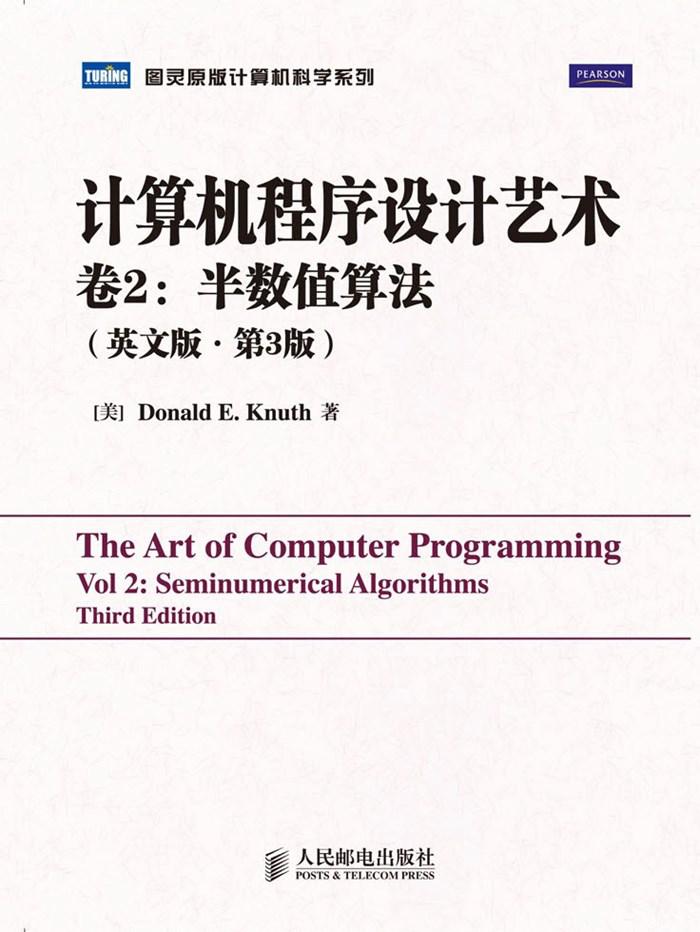 TURING 图灵原版计算机科学系列 PEARSON
计算机程序设计艺术
卷2：半数值算法
（英文版·第3版）
[美] Donald E. Knuth 著
The Art of Computer Programming
Vol 2: Seminumerical Algorithms
Third Edition
人民邮电出版社
POSTS & TELECOM PRESS